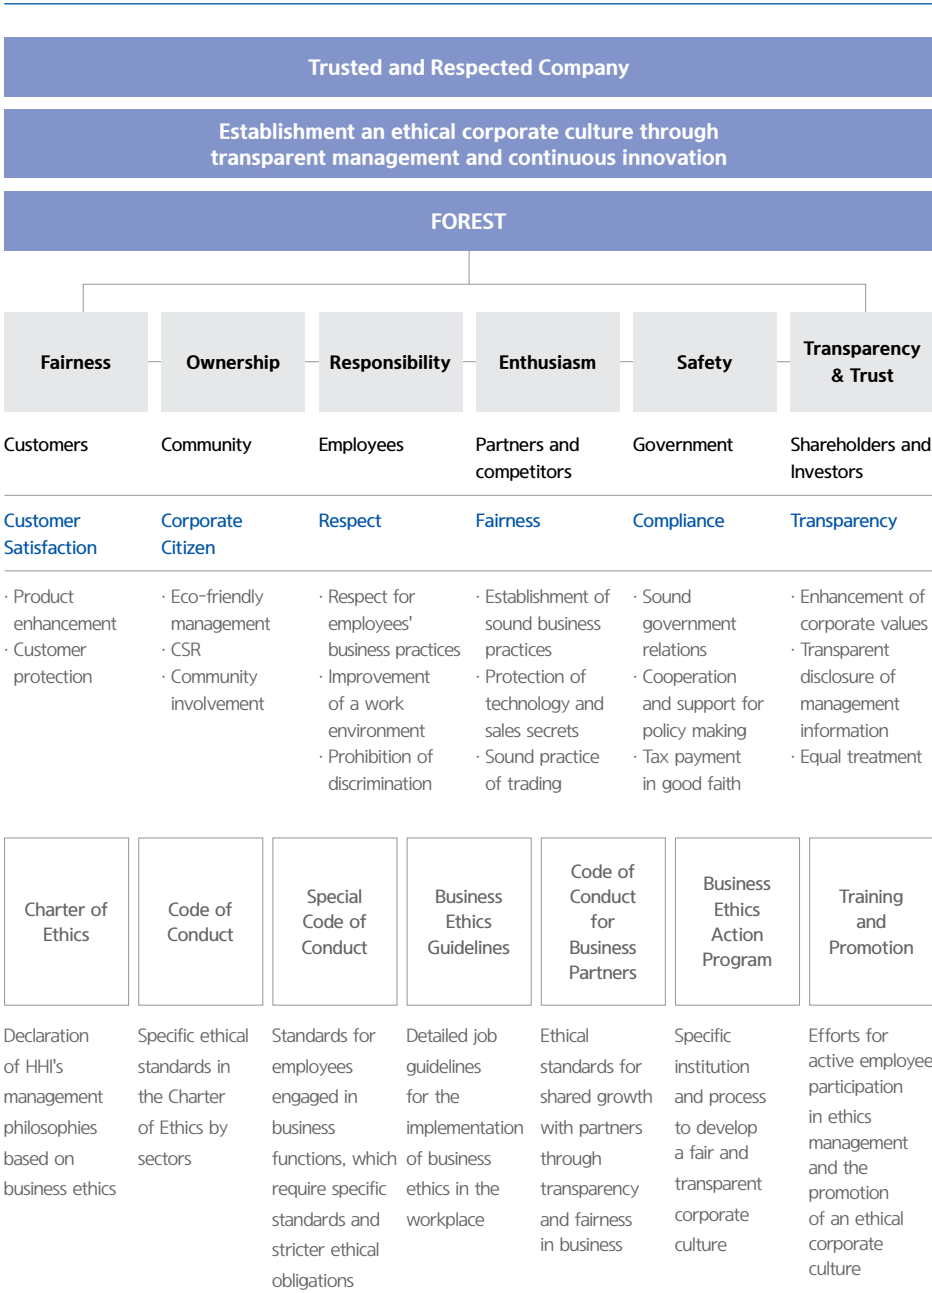 Trusted and Respected Company
Establishment an ethical corporate culture through
transparent management and continuous innovation
FOREST
Fairness
Ownership
Responsibility
Enthusiasm
Safety
Transparency
& Trust
Customers
Community
Employees
Partners and
competitors
Government
Shareholders and
Investors
Customer
Satisfaction
Corporate
Citizen
Respect
Fairness
Compliance
Transparency
· Product
enhancement
· Customer
protection
· Eco-friendly
management
· CSR
· Community
involvement
· Respect for
employees'
business practices
· Improvement
of a work
environment
· Prohibition of
discrimination
· Establishment of
sound business
practices
· Protection of
technology and
sales secrets
· Sound practice
of trading
· Sound
government
relations
· Cooperation
and support for
policy making
· Tax payment
in good faith
· Enhancement of
corporate values
· Transparent
disclosure of
management
information
· Equal treatment
Charter of
Ethics
Code of
Conduct
Special
Code of
Conduct
Business
Ethics
Guidelines
Code of
Conduct
for
Business
Partners
Business
Ethics
Action
Program
Training
and
Promotion
Declaration
of HHI's
management
philosophies
based on
business ethics
Specific ethical
standards in
the Charter
of Ethics by
sectors
Standards for
employees
engaged in
business
functions, which
require specific
standards and
stricter ethical
obligations
Detailed job
guidelines
for the
implementation
of business
ethics in the
workplace
Ethical
standards for
shared growth
with partners
through
transparency
and fairness
in business
Specific
institution
and process
to develop
a fair and
transparent
corporate
culture
Efforts for
active employee
participation
in ethics
management
and the
promotion
of an ethical
corporate
culture